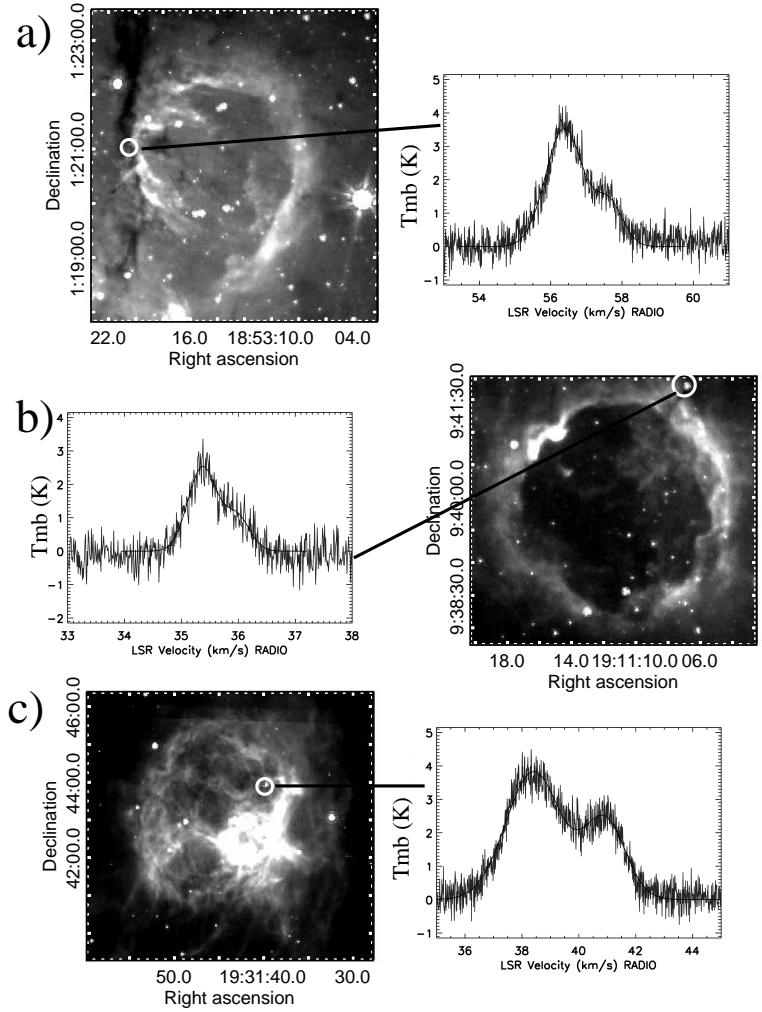 a)
1:23:00.0
1:21:00.0
1:19:00.0
Declination
22.0 16.0 18:53:10.0 04.0
Right ascension
5
4
3
2
1
0
−1
Tmb (K)
54 56 58 60
LSR Velocity (km/s) RADIO
b)
4
3
2
1
0
−1
−2
Tmb (K)
33 34 35 36 37 38
LSR Velocity (km/s) RADIO
9:41:30.0
9:40:00.0
9:38:30.0
Declination
18.0 14.0 19:11:10.0 06.0
Right ascension
c)
46:00.0
44:00.0
42:00.0
Declination
50.0 19:31:40.0 30.0
Right ascension
5
4
3
2
1
0
−1
Tmb (K)
36 38 40 42 44
LSR Velocity (km/s) RADIO